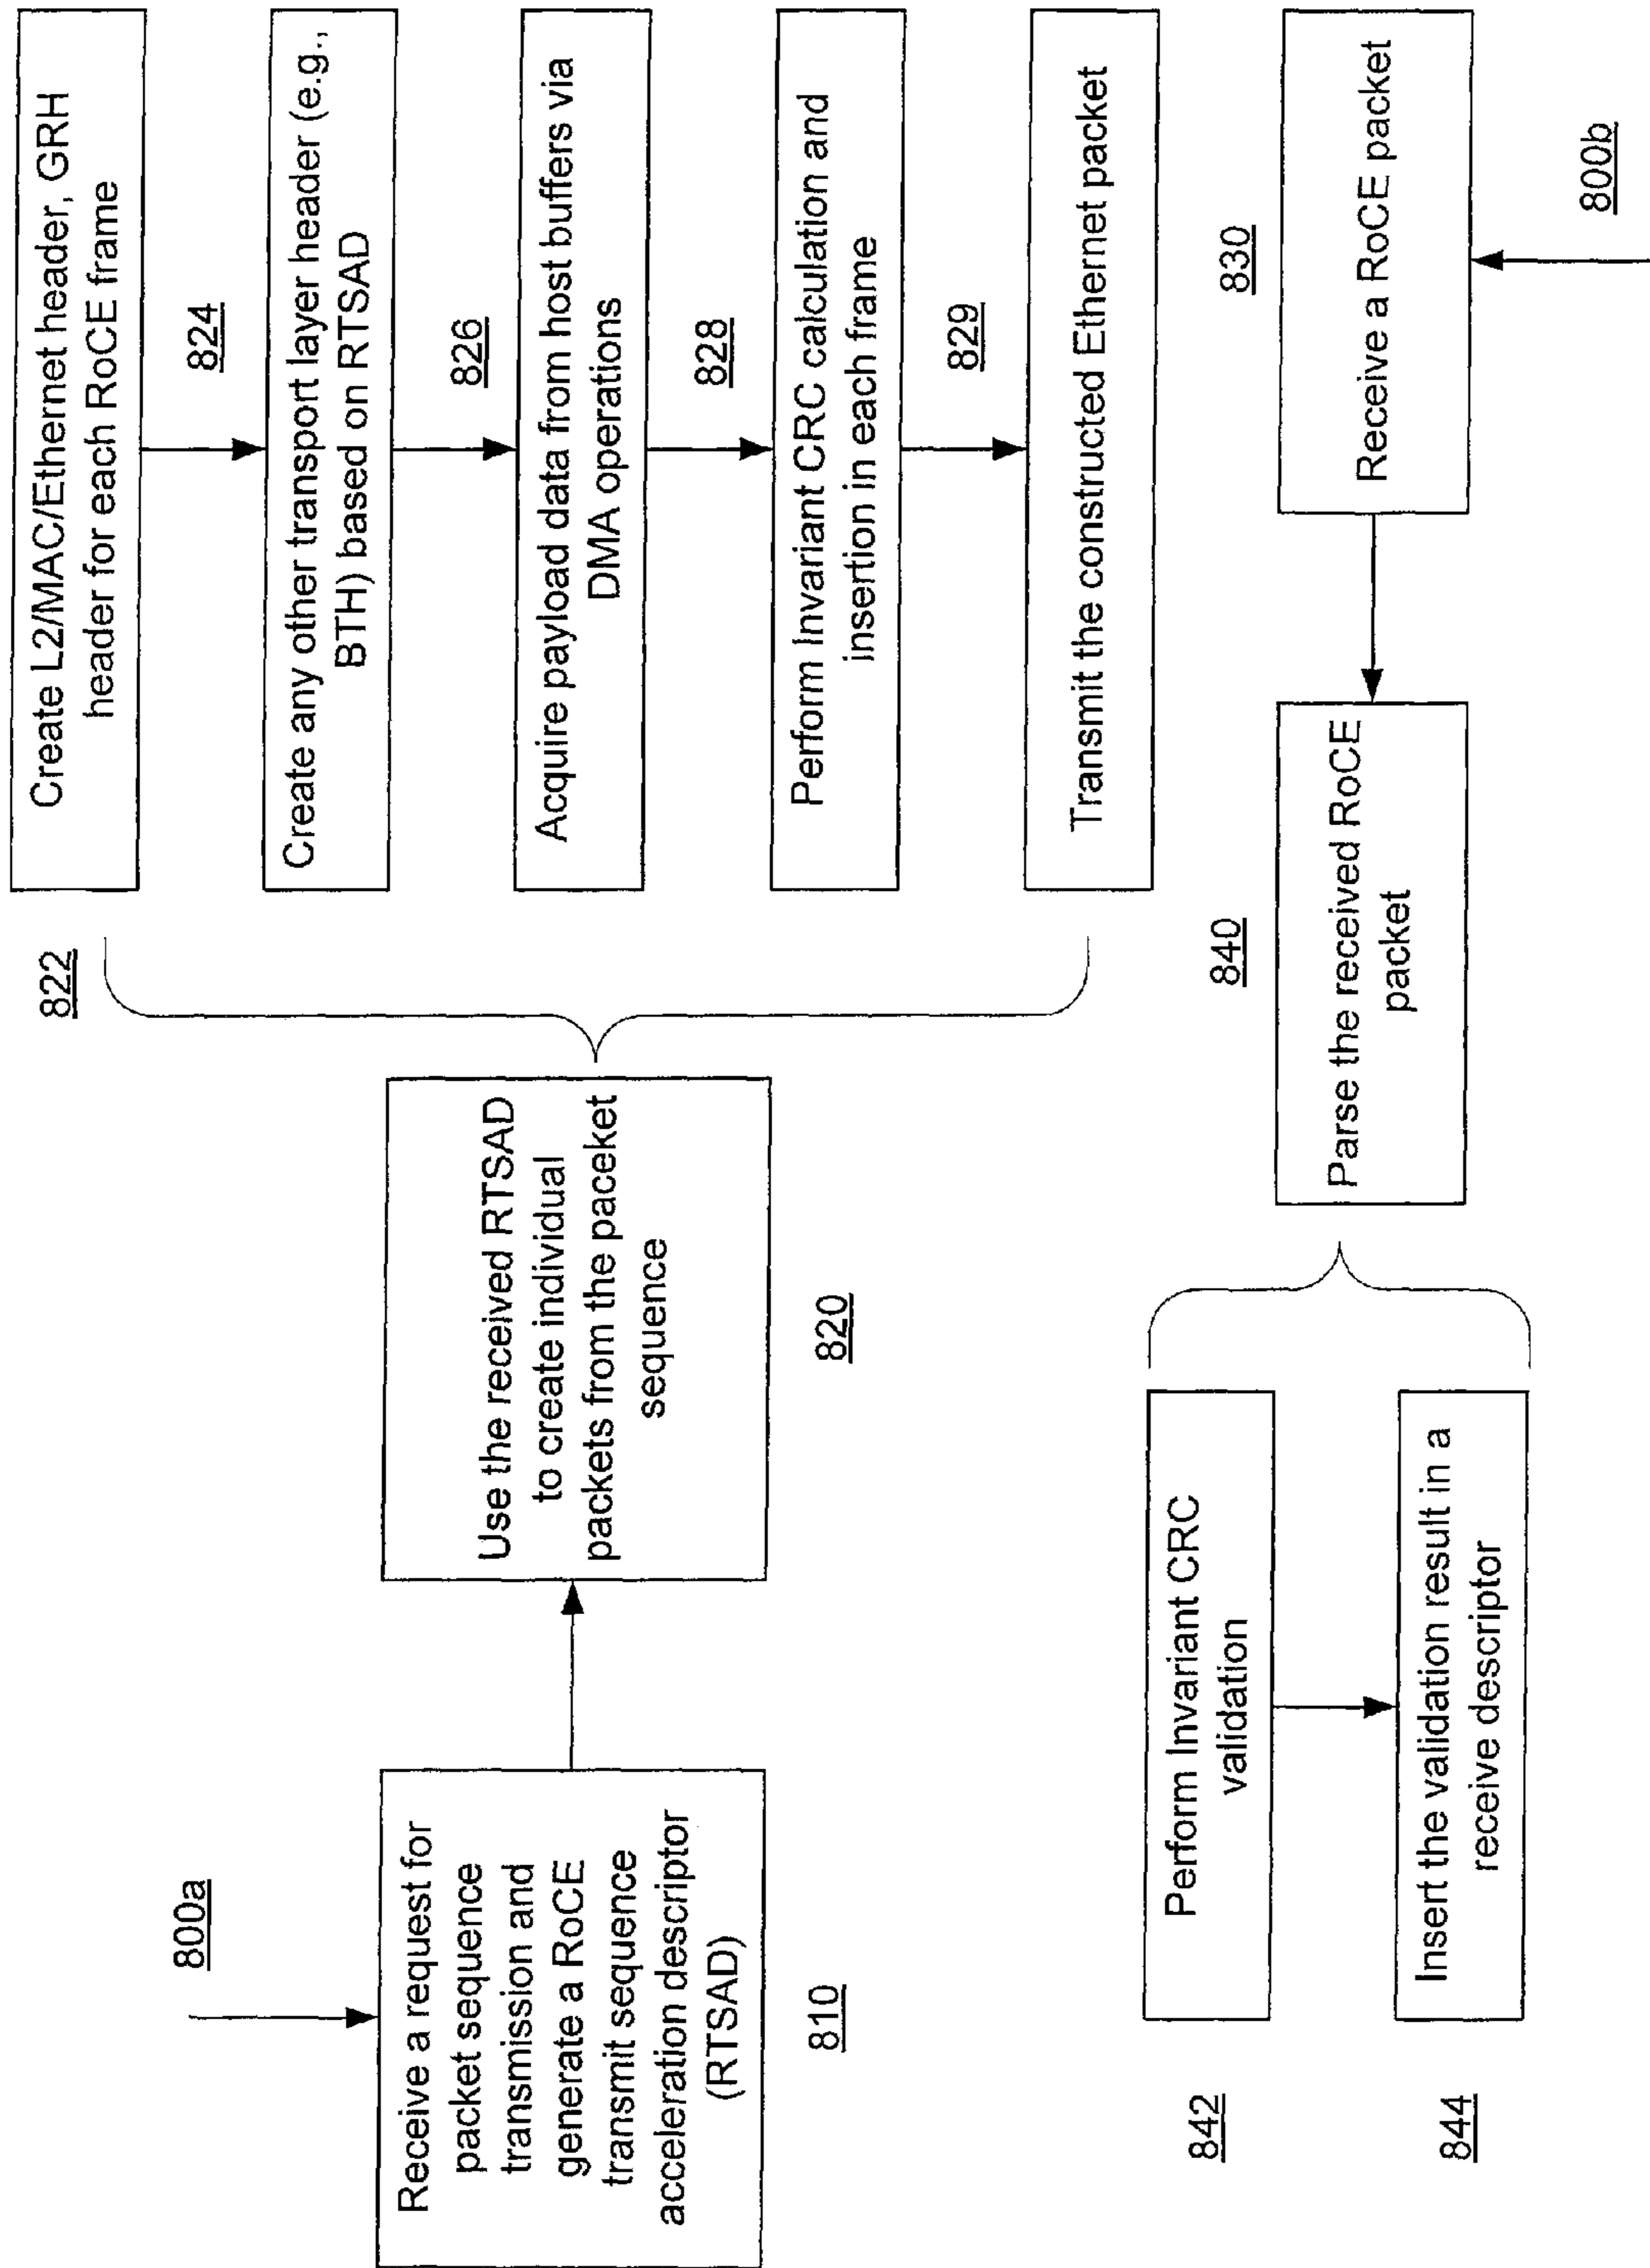 800a
Receive a request for
packet sequence
transmission and
generate a RoCE
transmit sequence
acceleration descriptor
(RTSAD)
810
Use the received RTSAD
to create individual
packets from the packet
sequence
820
822
Create L2/MAC/Ethernet header, GRH
header for each RoCE frame
824
Create any other transport layer header (e.g.,
BTH) based on RTSAD
826
Acquire payload data from host buffers via
DMA operations
828
Perform Invariant CRC calculation and
insertion in each frame
829
Transmit the constructed Ethernet packet
800b
830
Receive a RoCE packet
840
Parse the received RoCE
packet
842
Perform Invariant CRC
validation
844
Insert the validation result in a
receive descriptor